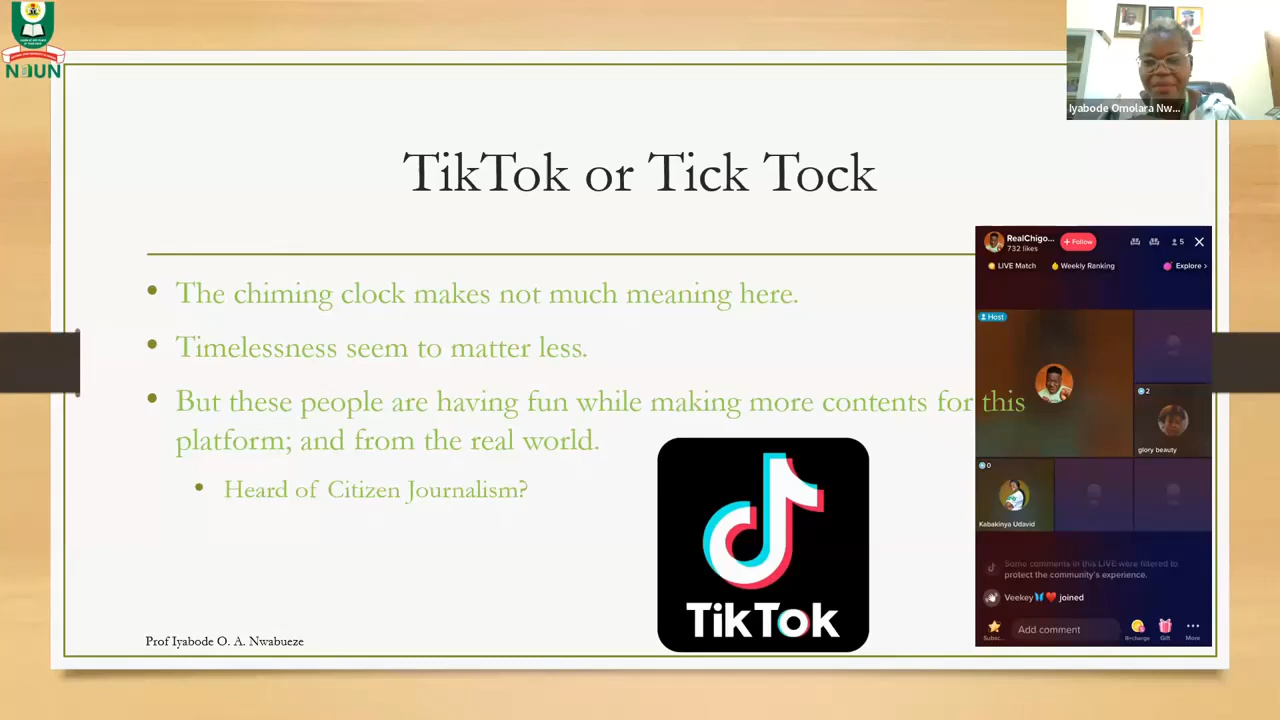 NOUN
Iyabode Omolara Nw...
TikTok or Tick Tock
• The chiming clock makes not much meaning here.
• Timelessness seem to matter less.
• But these people are having fun while making more contents for this
platform; and from the real world.
• Heard of Citizen Journalism?
TikTok
Prof Iyabode O. A. Nwabueze
RealChigo...
732 likes
+ Follow
5
LIVE Match
Weekly Ranking
Explore >
Host
2
glory beauty
0
Kabakinya Udavid
Some comments in this LIVE were filtered to
protect the community's experience.
Veekey joined
Subsc...
Add comment
Recharge
Gift
More